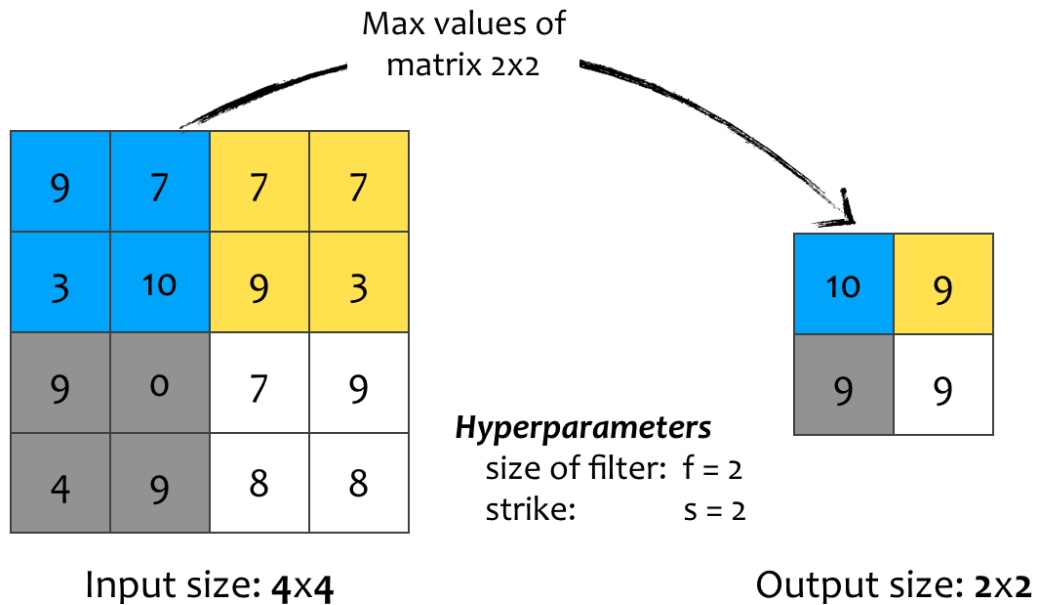 Max values of
matrix 2x2
9 7 7 7
3 10 9 3
9 0 7 9
4 9 8 8
10 9
9 9
Hyperparameters
size of filter: f = 2
strike: s = 2
Input size: 4x4
Output size: 2x2